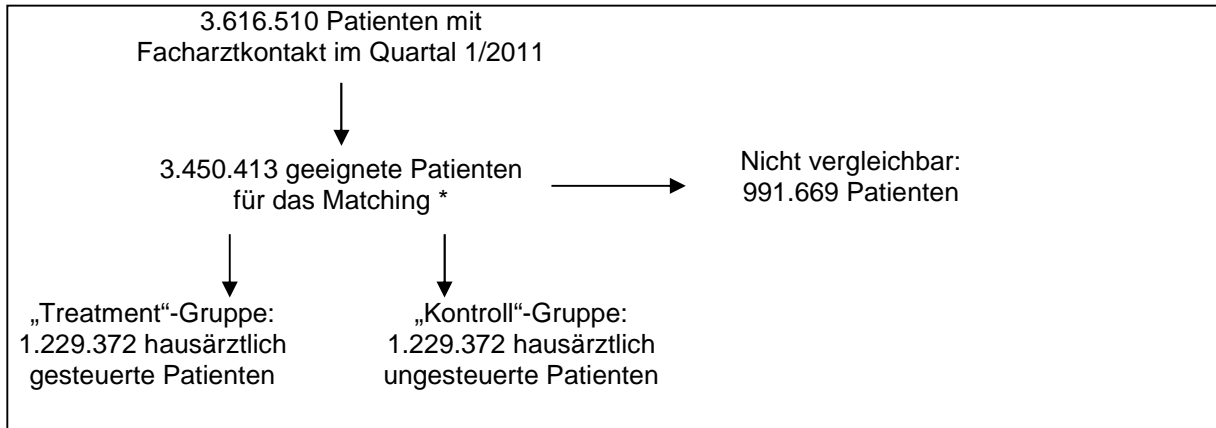 3.616.510 Patienten mit
Facharztkontakt im Quartal 1/2011
3.450.413 geeignete Patienten
für das Matching *
Nicht vergleichbar:
991.669 Patienten
„Treatment“-Gruppe:
1.229.372 hausärztlich
gesteuerte Patienten
„Kontroll“-Gruppe:
1.229.372 hausärztlich
ungesteuerte Patienten